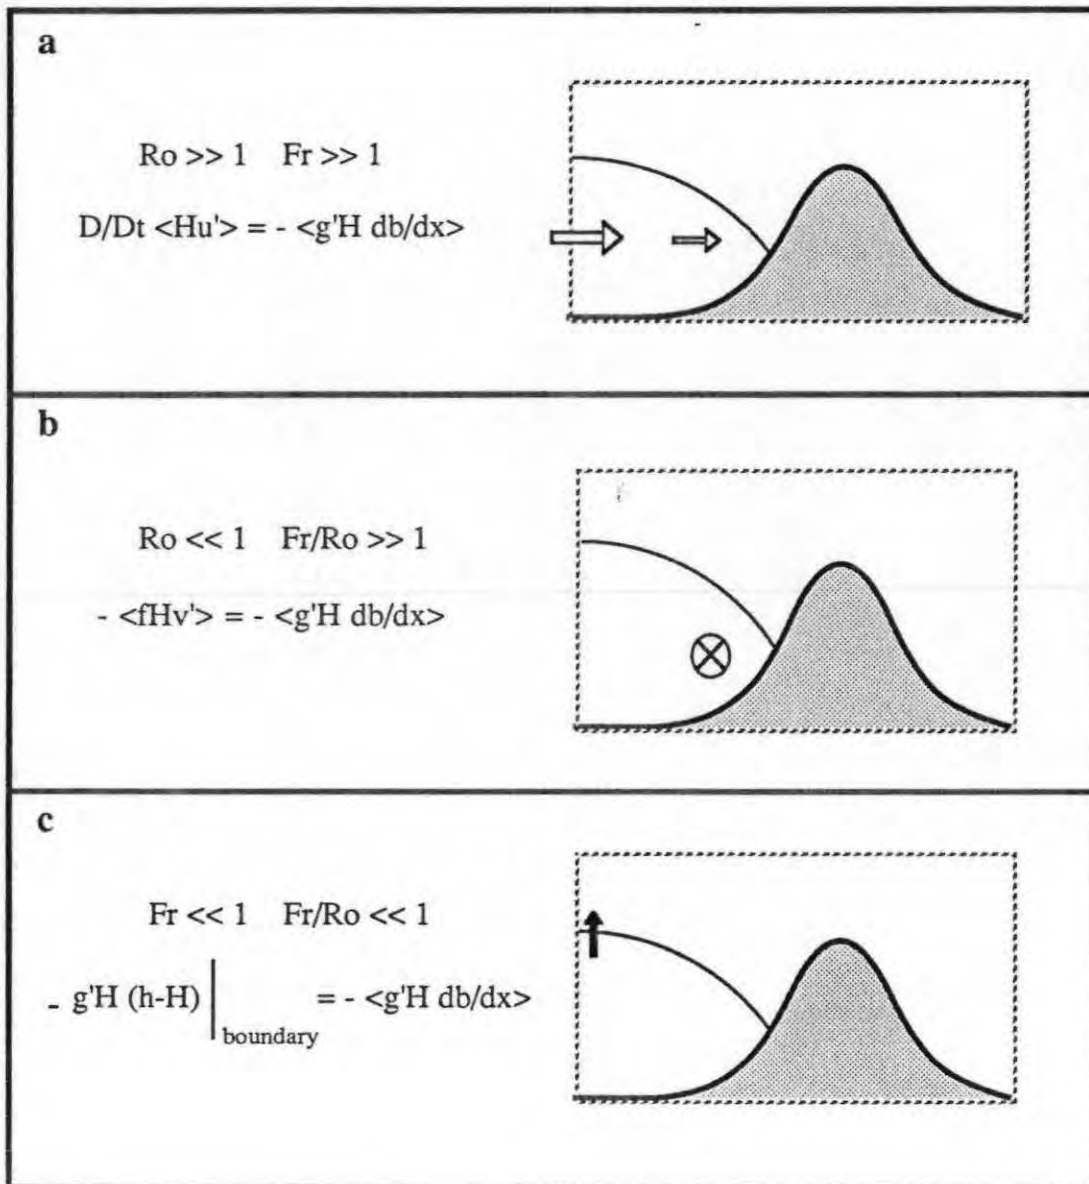 a
Ro >> 1 Fr >> 1
D/Dt <Hu'> = - <g'H db/dx>
b
Ro << 1 Fr/Ro >> 1
- <fHv'> = - <g'H db/dx>
c
Fr << 1 Fr/Ro << 1
- g'H (h-H) | boundary = - <g'H db/dx>